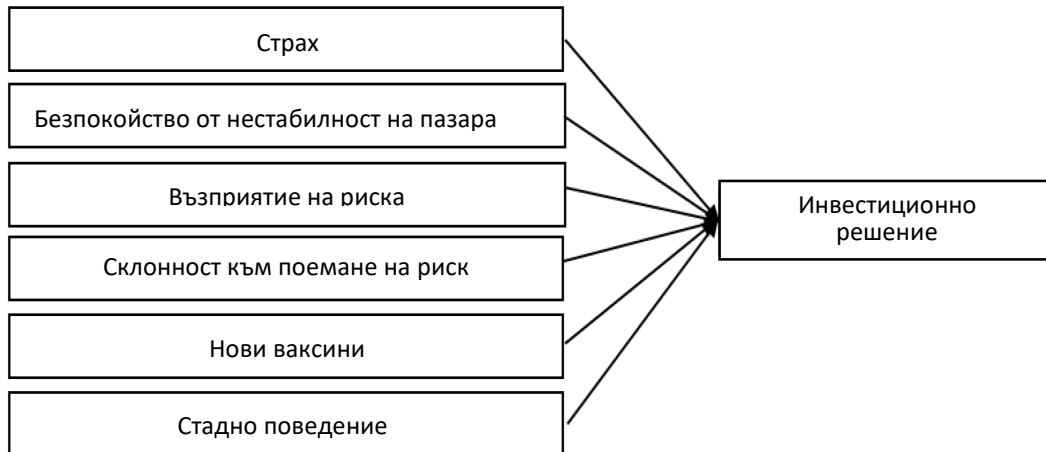 Страх
Безпокойство от нестабилност на пазара
Възприятие на риска
Склонност към поемане на риск
Нови ваксини
Стадно поведение
Инвестиционно
решение